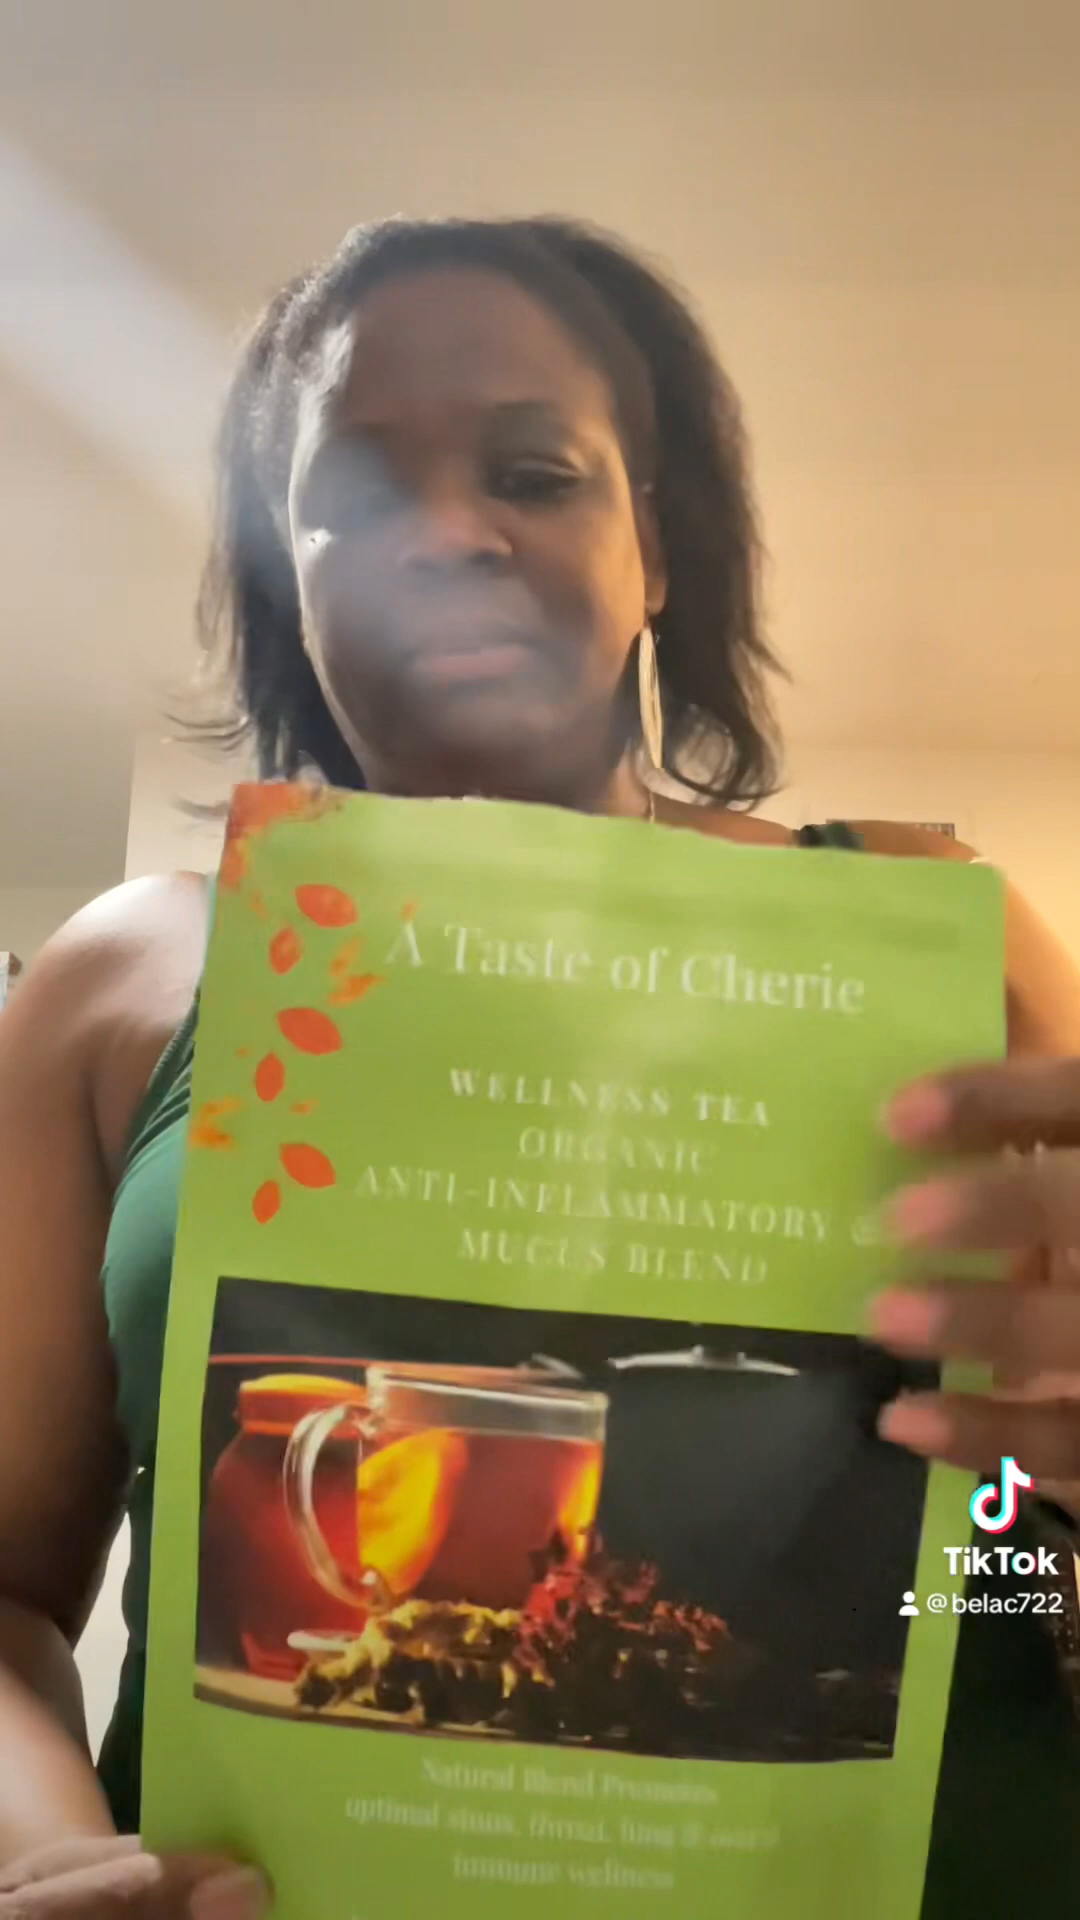 A Taste of Cherie
WELLNESS TEA
ORGANIC
ANTI-INFLAMMATORY &
MUCUS BLEND
Natural Blend Promotes
optimal sinus, throat, lung &
immune wellness
TikTok
@belac722